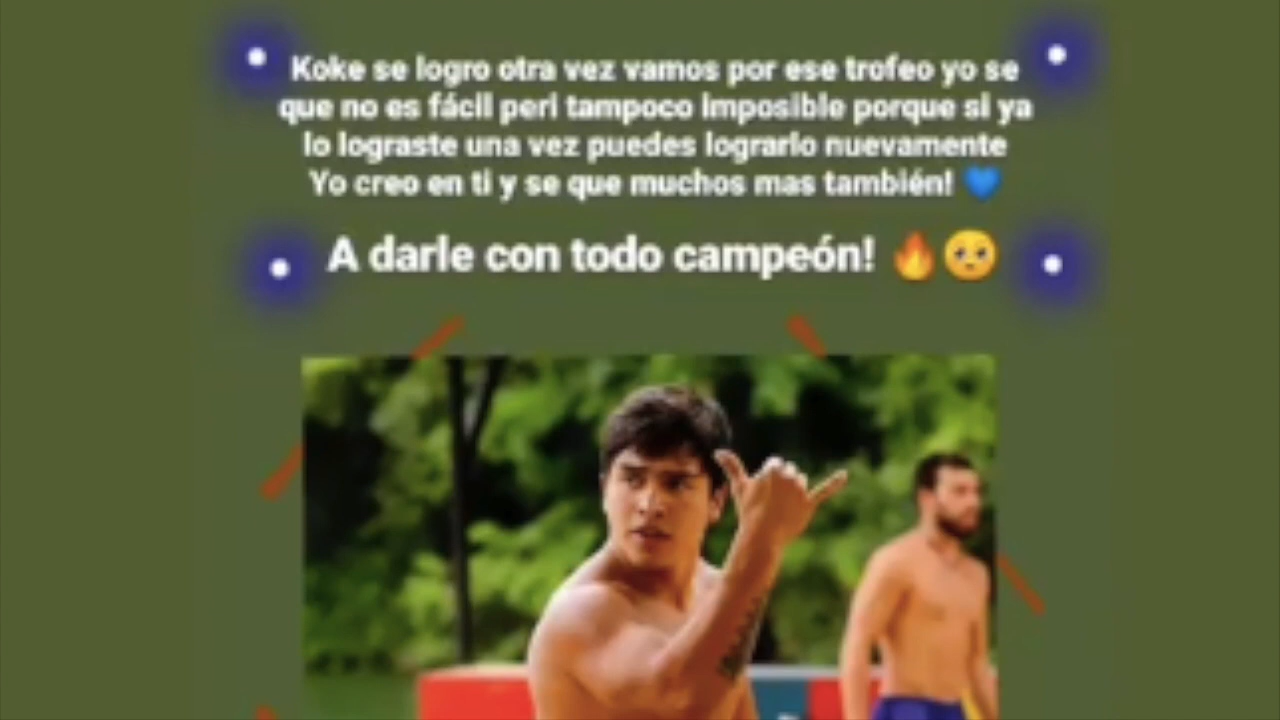 Koke se logro otra vez vamos por ese trofeo yo se
que no es fácil peri tampoco imposible porque si ya
lo lograste una vez puedes lograrlo nuevamente
Yo creo en ti y se que muchos mas también! 💙
A darle con todo campeón! 🔥🥺